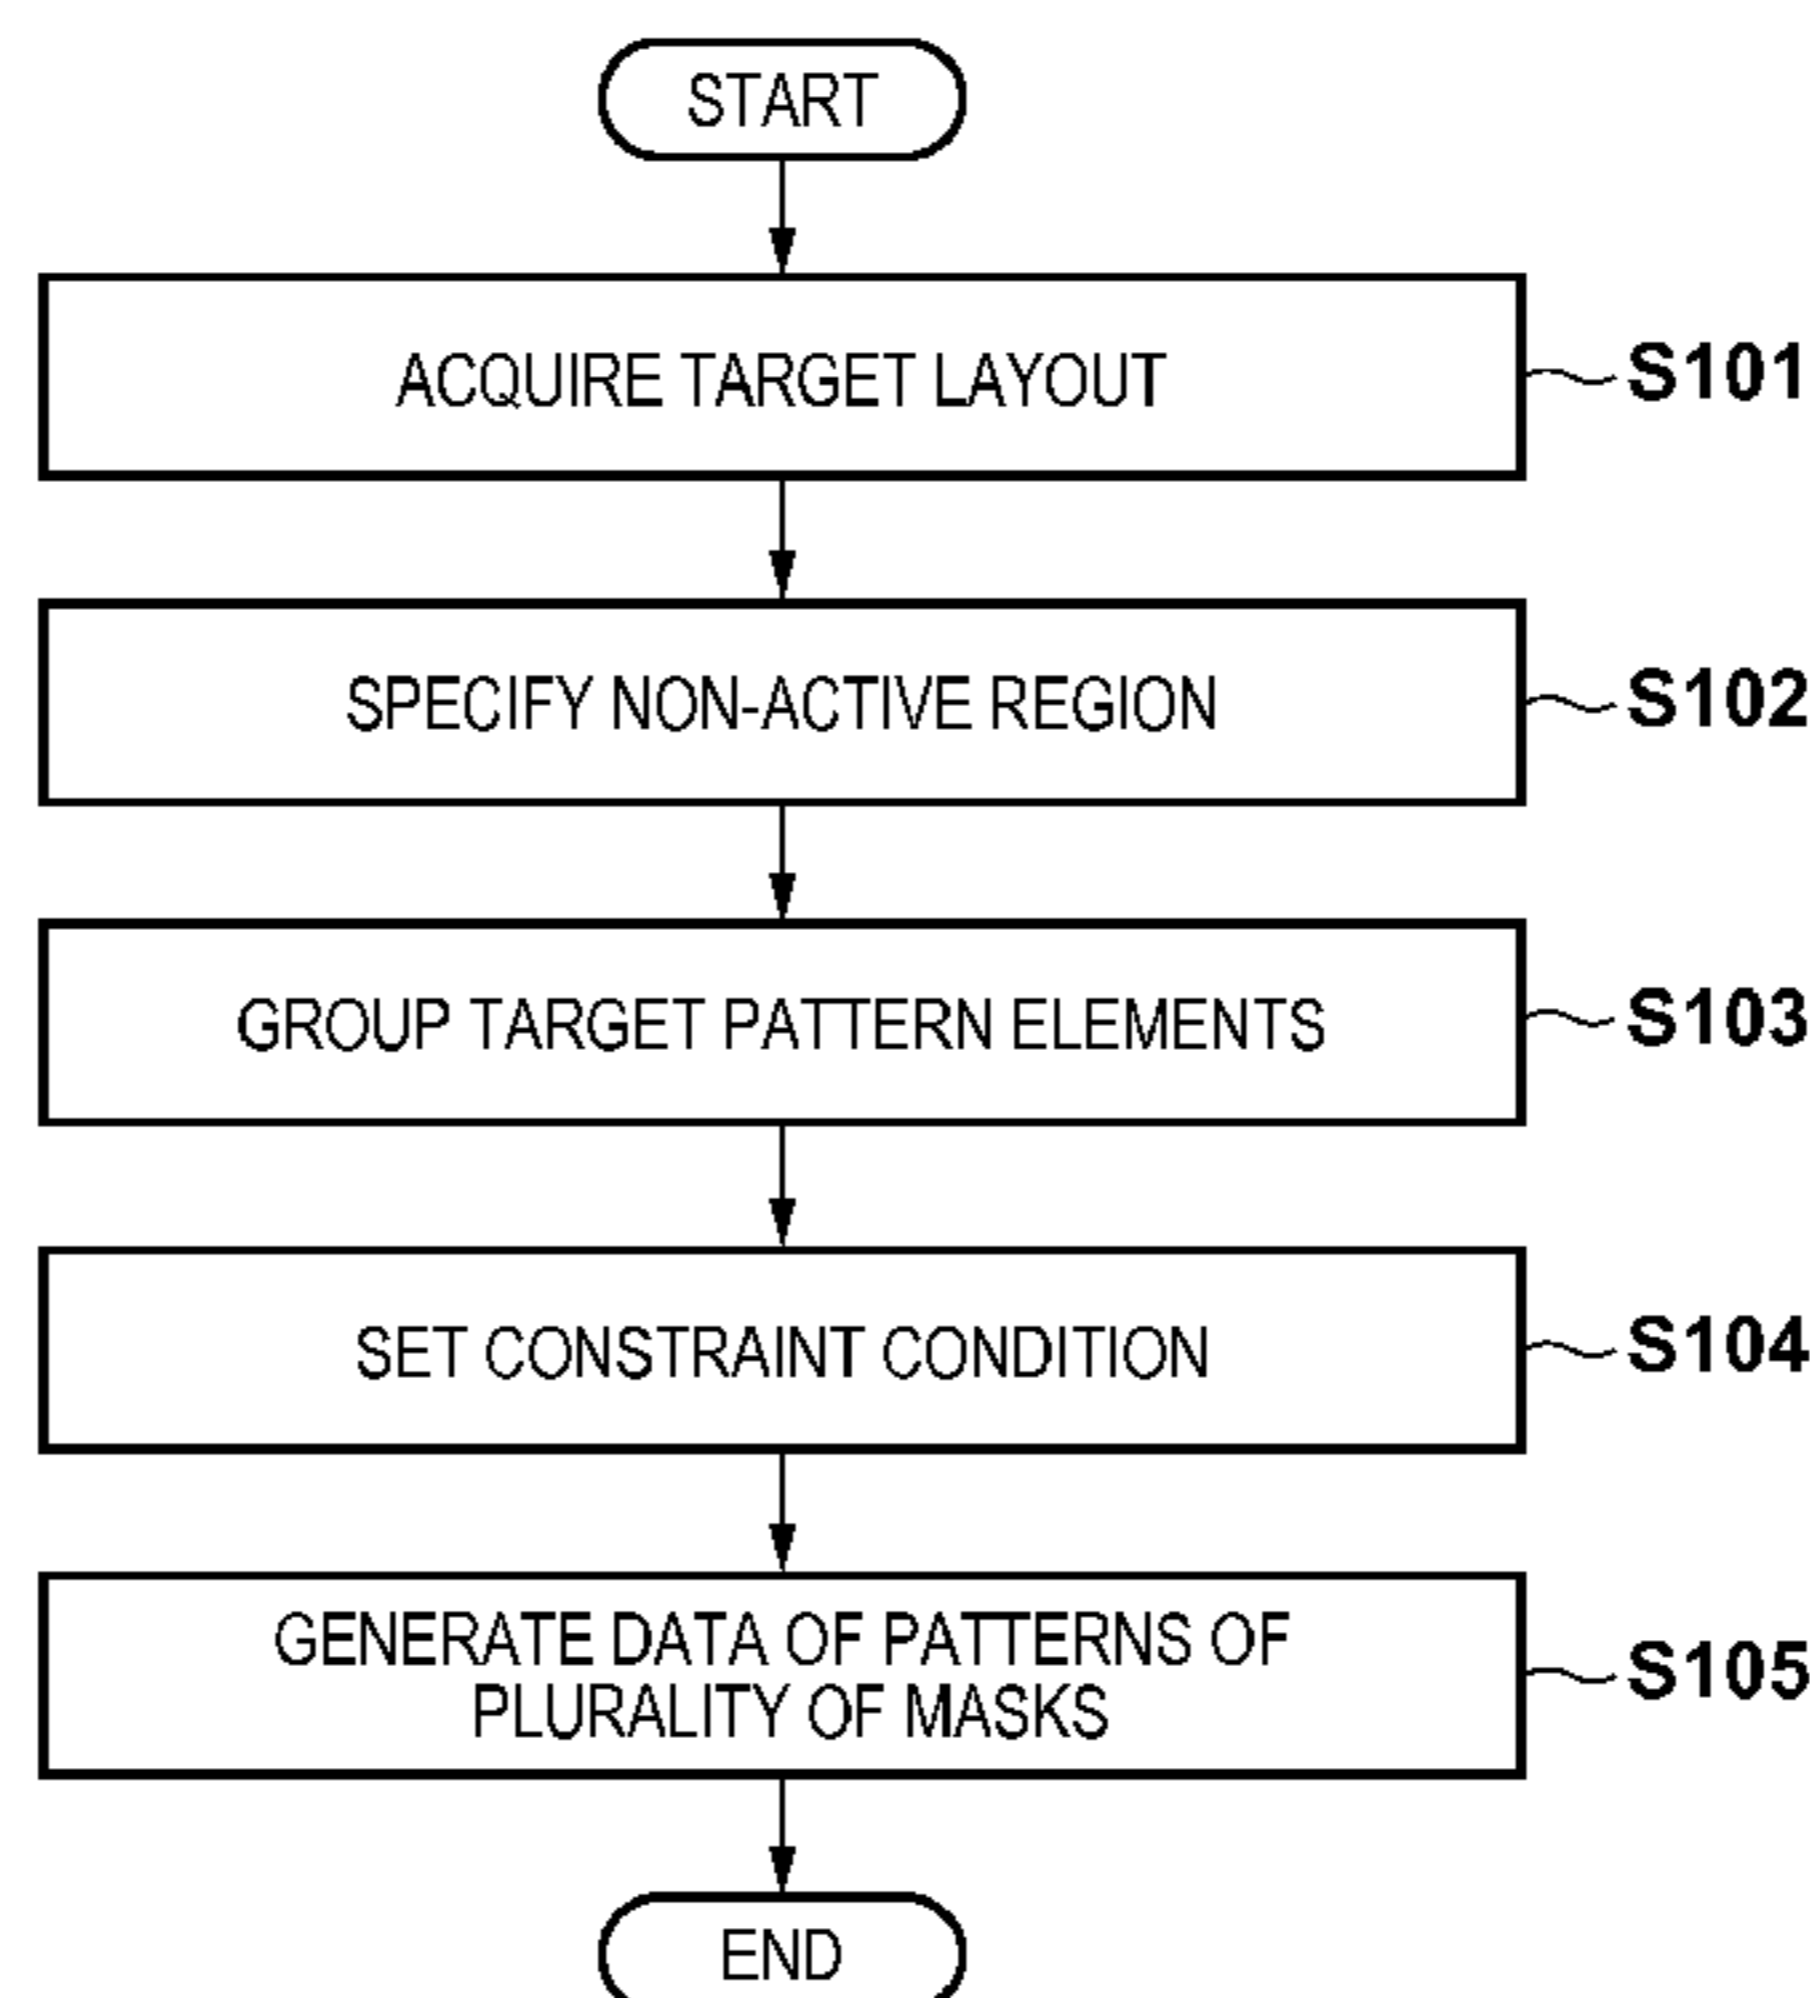 START
ACQUIRE TARGET LAYOUT
S101
SPECIFY NON-ACTIVE REGION
S102
GROUP TARGET PATTERN ELEMENTS
S103
SET CONSTRAINT CONDITION
S104
GENERATE DATA OF PATTERNS OF
PLURALITY OF MASKS
S105
END